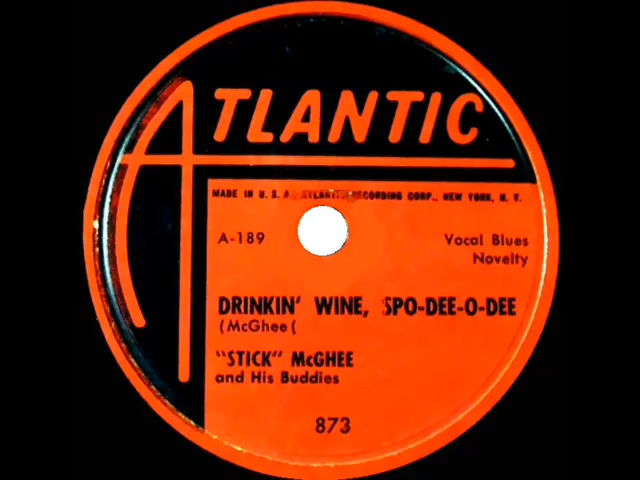 ATLANTIC
MADE IN U. S. A., ATLANTIC RECORDING CORP., NEW YORK, N. Y.
A-189
Vocal Blues
Novelty
DRINKIN' WINE, SPO-DEE-O-DEE
(McGhee(
"STICK" McGHEE
and His Buddies
873